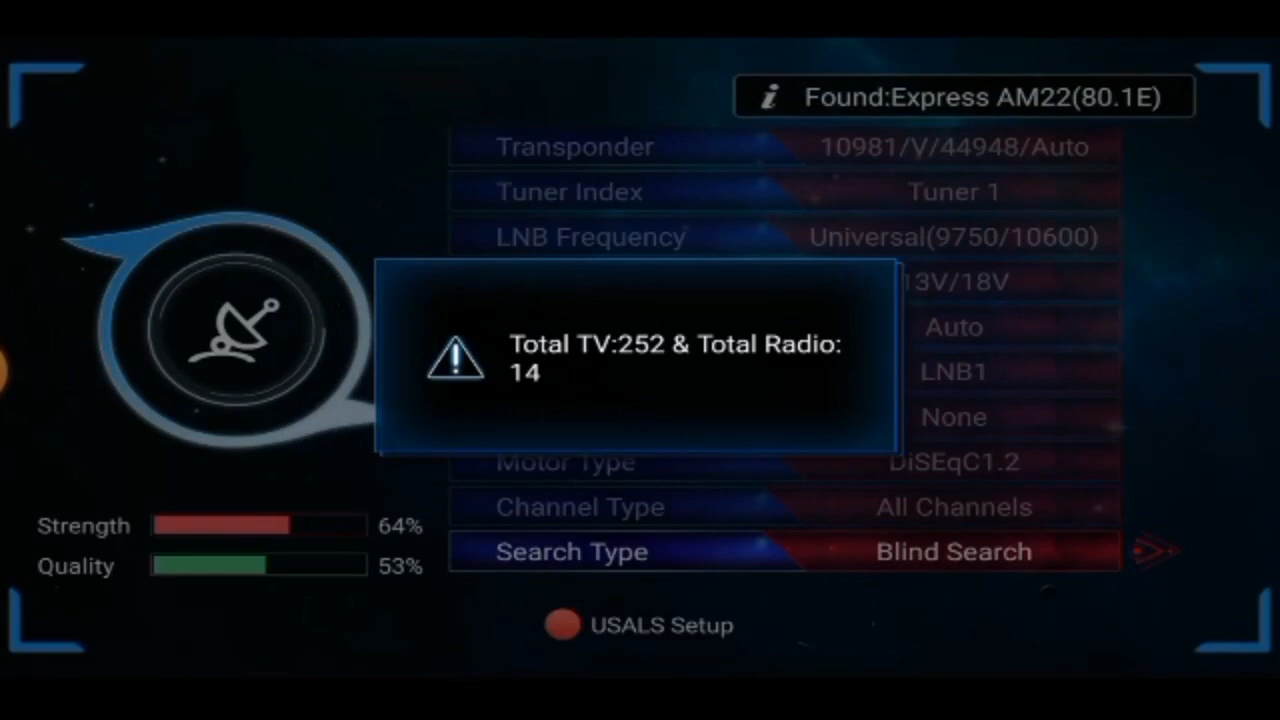 Found:Express AM22(80.1E)
Transponder 10981/V/44948/Auto
Tuner Index Tuner 1
LNB Frequency Universal(9750/10600)
13V/18V
Auto
LNB1
None
Total TV:252 & Total Radio:
14
Motor Type DiSEqC1.2
Channel Type All Channels
Search Type Blind Search
Strength 64%
Quality 53%
USALS Setup